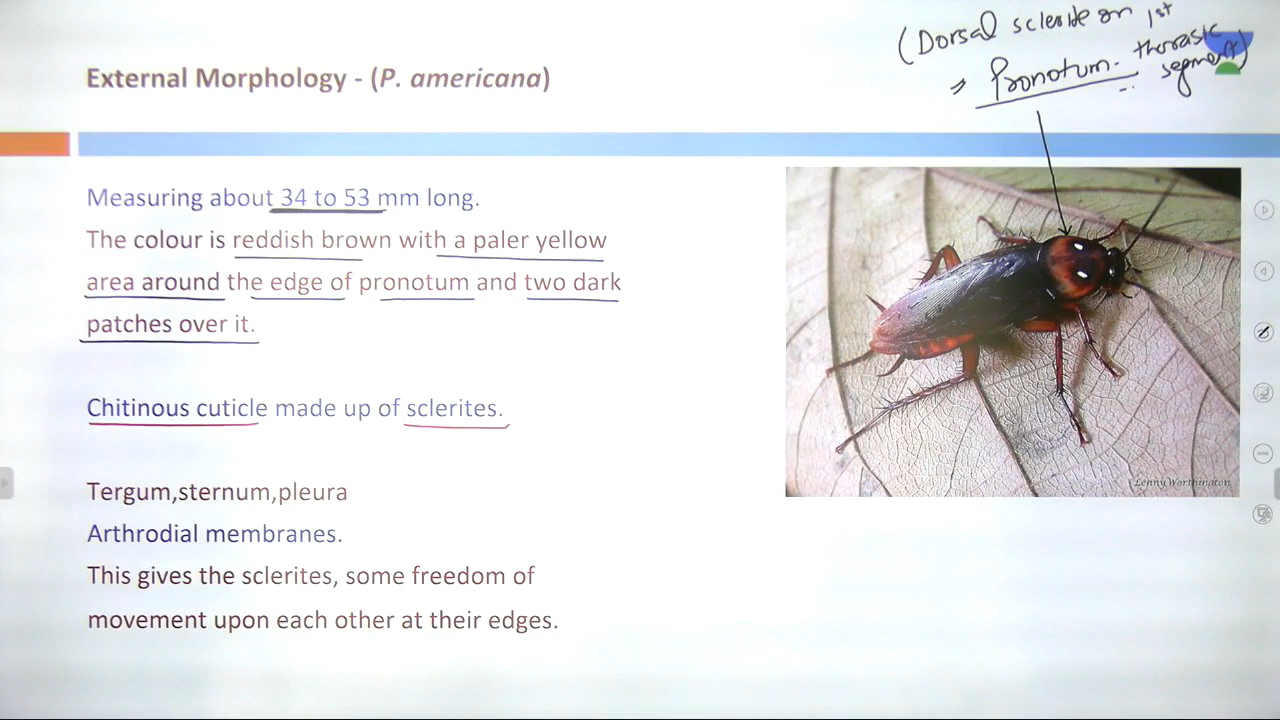 (Dorsal sclerite on 1st
External Morphology - (P. americana)
⇒ Pronotum. thorasic
segment)
Measuring about 34 to 53 mm long.
The colour is reddish brown with a paler yellow
area around the edge of pronotum and two dark
patches over it.
Chitinous cuticle made up of sclerites.
Tergum,sternum,pleura
Arthrodial membranes.
This gives the sclerites, some freedom of
movement upon each other at their edges.
Lenny Worthington